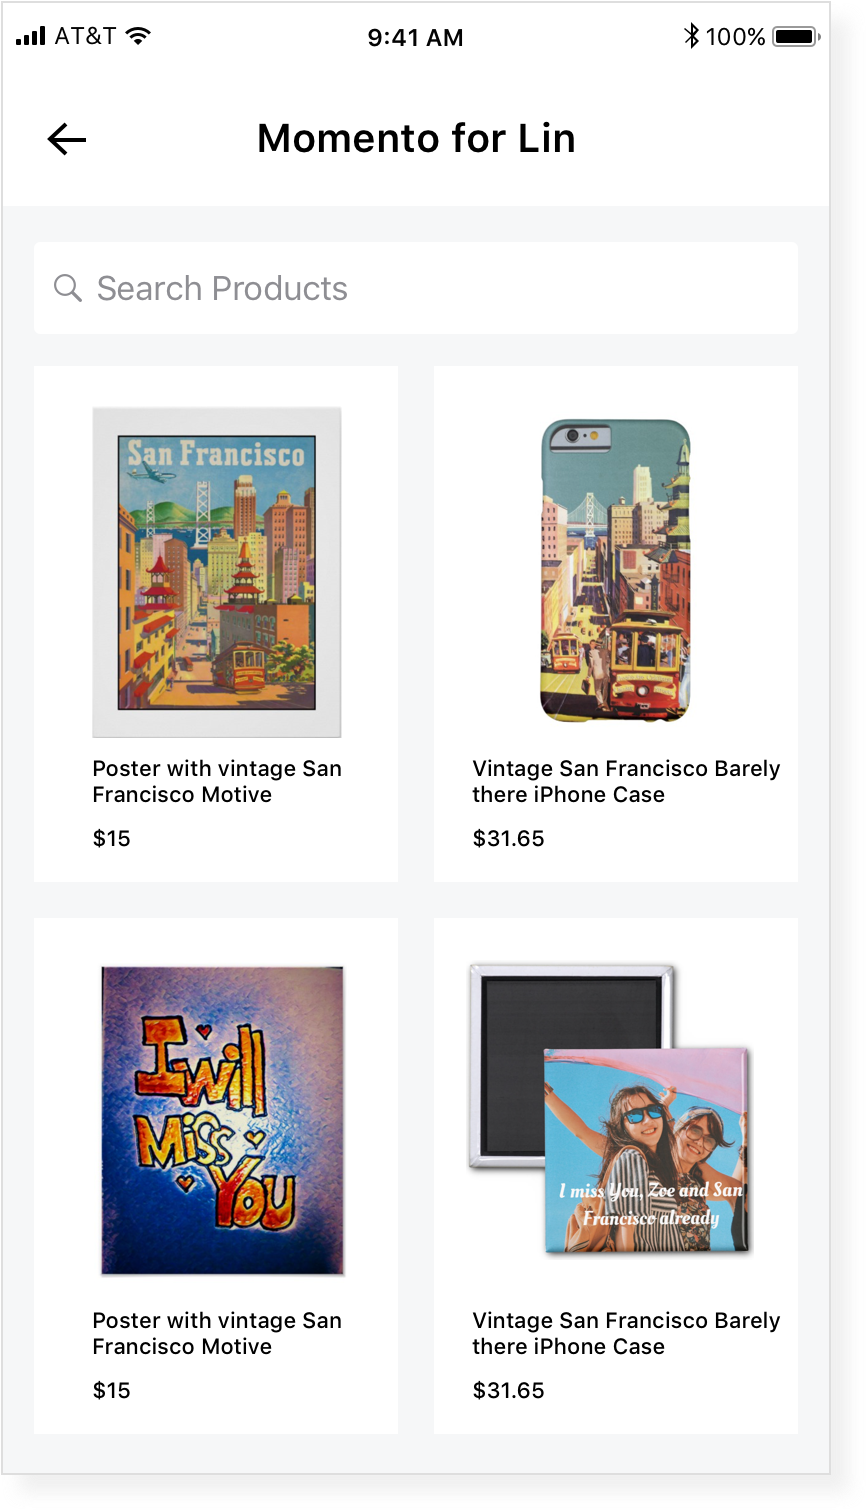 AT&T 9:41 AM 100%
Momento for Lin
Search Products
San Francisco
Poster with vintage San
Francisco Motive
$15
Vintage San Francisco Barely
there iPhone Case
$31.65
I will
Miss
You
Poster with vintage San
Francisco Motive
$15
I miss You, Zoe and San
Francisco already
Vintage San Francisco Barely
there iPhone Case
$31.65